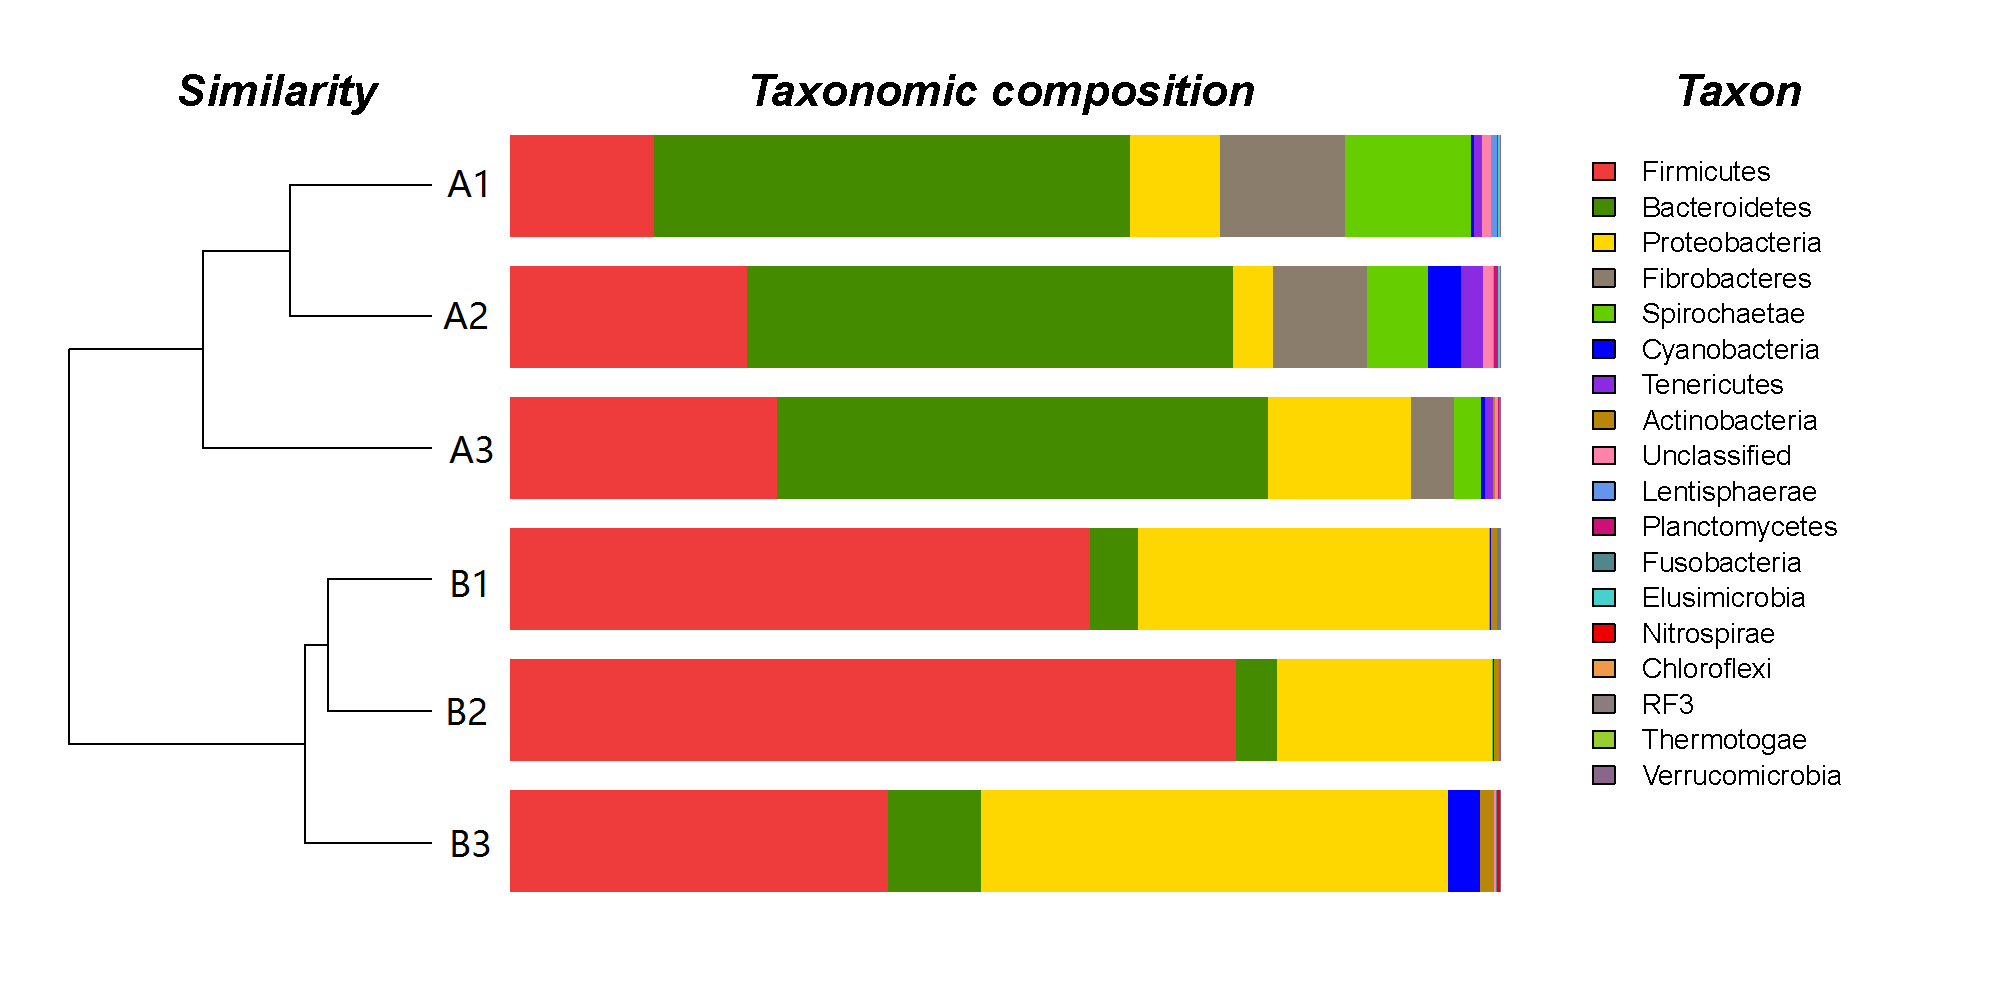 Similarity
Taxonomic composition
Taxon
A1
A2
A3
B1
B2
B3
Firmicutes
Bacteroidetes
Proteobacteria
Fibrobacteres
Spirochaetae
Cyanobacteria
Tenericutes
Actinobacteria
Unclassified
Lentisphaerae
Planctomycetes
Fusobacteria
Elusimicrobia
Nitrospirae
Chloroflexi
RF3
Thermotogae
Verrucomicrobia